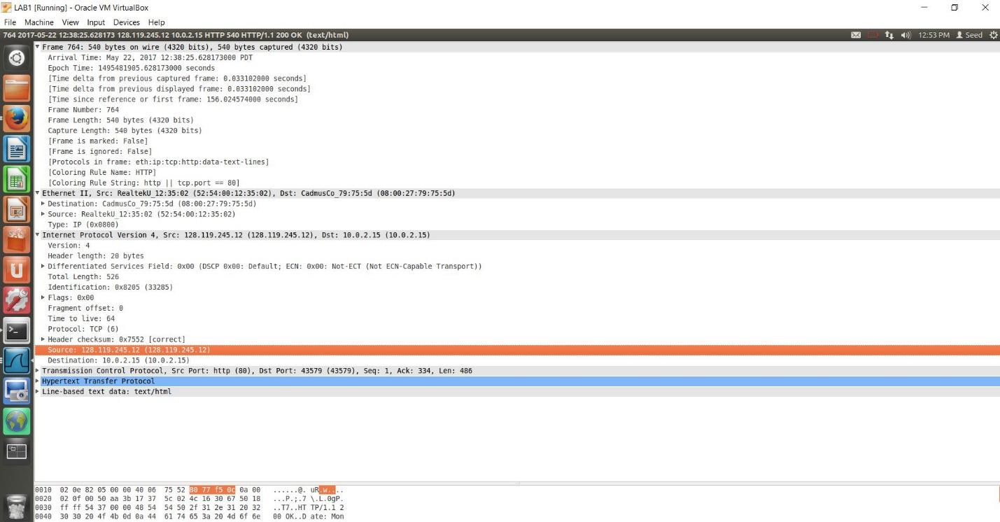 LAB1 [Running] - Oracle VM VirtualBox
File Machine View Input Devices Help
764 2017-05-22 12:38:25.628173 128.119.245.12 10.0.2.15 HTTP 540 HTTP/1.1 200 OK (text/html) 12:53 PM Seed
Frame 764: 540 bytes on wire (4320 bits), 540 bytes captured (4320 bits)
Arrival Time: May 22, 2017 12:38:25.628173000 PDT
Epoch Time: 1495481905.628173000 seconds
[Time delta from previous captured frame: 0.033102000 seconds]
[Time delta from previous displayed frame: 0.033102000 seconds]
[Time since reference or first frame: 156.024574000 seconds]
Frame Number: 764
Frame Length: 540 bytes (4320 bits)
Capture Length: 540 bytes (4320 bits)
[Frame is marked: False]
[Frame is ignored: False]
[Protocols in frame: eth:ip:tcp:http:data-text-lines]
[Coloring Rule Name: HTTP]
[Coloring Rule String: http || tcp.port == 80]
Ethernet II, Src: RealtekU_12:35:02 (52:54:00:12:35:02), Dst: CadmusCo_79:75:5d (08:00:27:79:75:5d)
Destination: CadmusCo_79:75:5d (08:00:27:79:75:5d)
Source: RealtekU_12:35:02 (52:54:00:12:35:02)
Type: IP (0x0800)
Internet Protocol Version 4, Src: 128.119.245.12 (128.119.245.12), Dst: 10.0.2.15 (10.0.2.15)
Version: 4
Header length: 20 bytes
Differentiated Services Field: 0x00 (DSCP 0x00: Default; ECN: 0x00: Not-ECT (Not ECN-Capable Transport))
Total Length: 526
Identification: 0x8205 (33285)
Flags: 0x00
Fragment offset: 0
Time to live: 64
Protocol: TCP (6)
Header checksum: 0x7552 [correct]
Source: 128.119.245.12 (128.119.245.12)
Destination: 10.0.2.15 (10.0.2.15)
Transmission Control Protocol, Src Port: http (80), Dst Port: 43579 (43579), Seq: 1, Ack: 334, Len: 486
Hypertext Transfer Protocol
Line-based text data: text/html
0010 02 0e 82 05 00 00 40 06 75 52 80 77 f5 0c 0a 00 ......@. uR.w....
0020 02 0f 00 50 aa 3b 17 37 5c 02 4c 16 30 67 50 18 ...P.;.7 \.L.0gP.
0030 ff ff 54 37 00 00 48 54 54 50 2f 31 2e 31 20 32 ..T7..HT TP/1.1 2
0040 30 30 20 4f 4b 0d 0a 44 61 74 65 3a 20 4d 6f 6e 00 OK..D ate: Mon